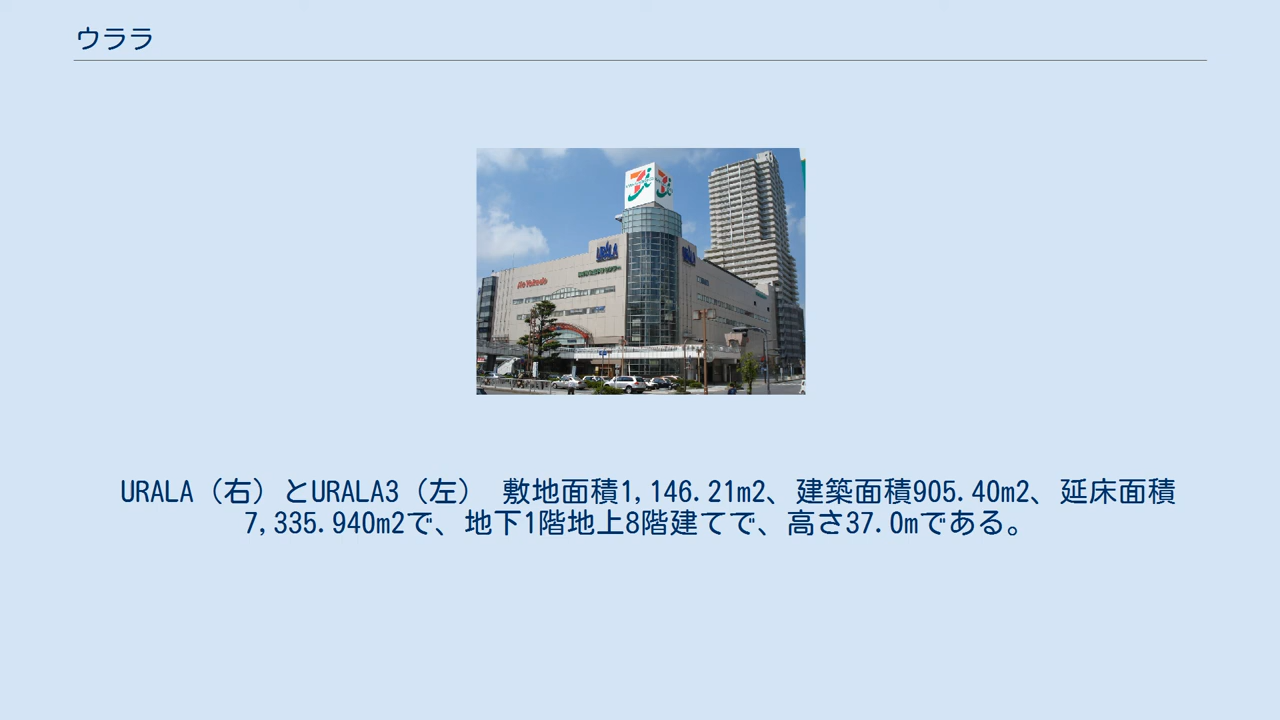 ウララ
URALA
Ito Yokado
URALA（右）とURALA3（左）　敷地面積1,146.21m2、建築面積905.40m2、延床面積
7,335.940m2で、地下1階地上8階建てで、高さ37.0mである。